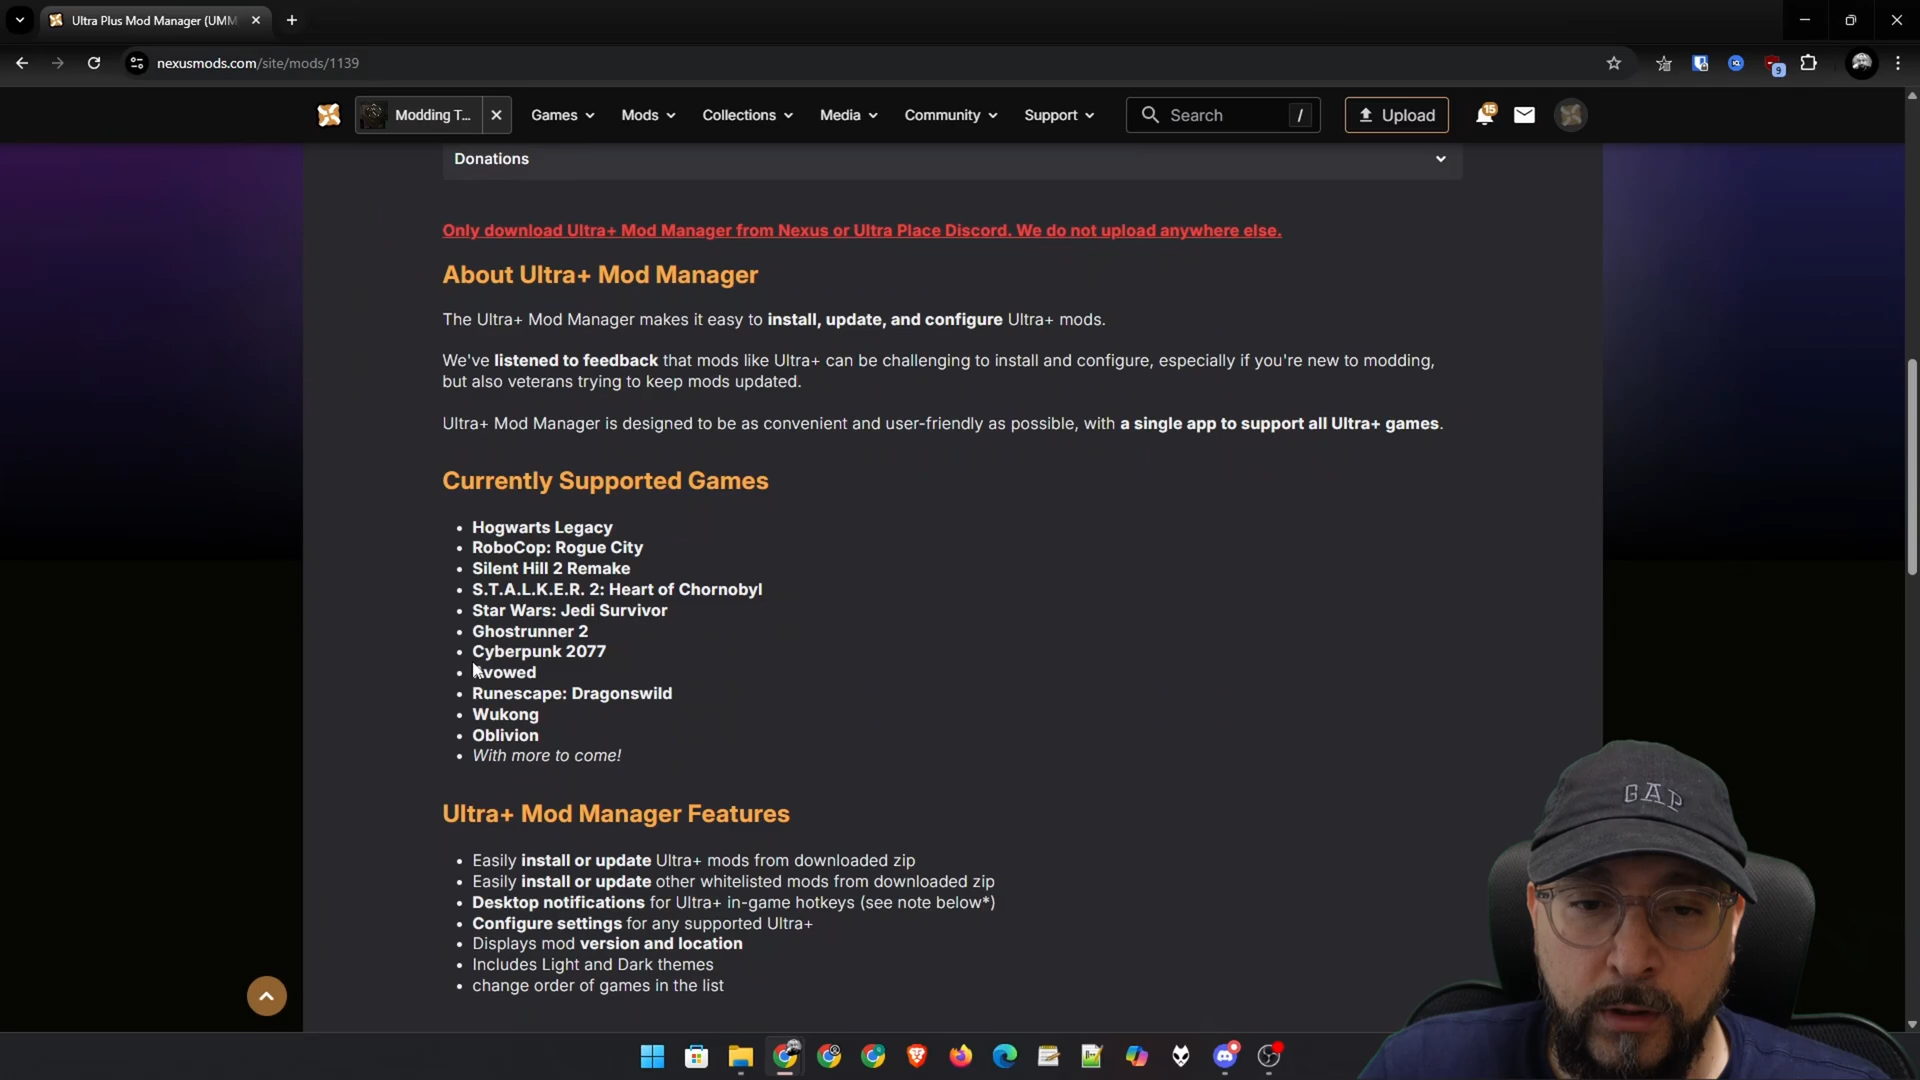 Ultra Plus Mod Manager (UMM
nexusmods.com/site/mods/1139
9
Modding T...
Games
Mods
Collections
Media
Community
Support
Search
/
Upload
15
Donations
Only download Ultra+ Mod Manager from Nexus or Ultra Place Discord. We do not upload anywhere else.
About Ultra+ Mod Manager
The Ultra+ Mod Manager makes it easy to install, update, and configure Ultra+ mods.
We've listened to feedback that mods like Ultra+ can be challenging to install and configure, especially if you're new to modding,
but also veterans trying to keep mods updated.
Ultra+ Mod Manager is designed to be as convenient and user-friendly as possible, with a single app to support all Ultra+ games.
Currently Supported Games
• Hogwarts Legacy
• RoboCop: Rogue City
• Silent Hill 2 Remake
• S.T.A.L.K.E.R. 2: Heart of Chornobyl
• Star Wars: Jedi Survivor
• Ghostrunner 2
• Cyberpunk 2077
• Avowed
• Runescape: Dragonswild
• Wukong
• Oblivion
• With more to come!
Ultra+ Mod Manager Features
• Easily install or update Ultra+ mods from downloaded zip
• Easily install or update other whitelisted mods from downloaded zip
• Desktop notifications for Ultra+ in-game hotkeys (see note below*)
• Configure settings for any supported Ultra+
• Displays mod version and location
• Includes Light and Dark themes
• change order of games in the list
GAP